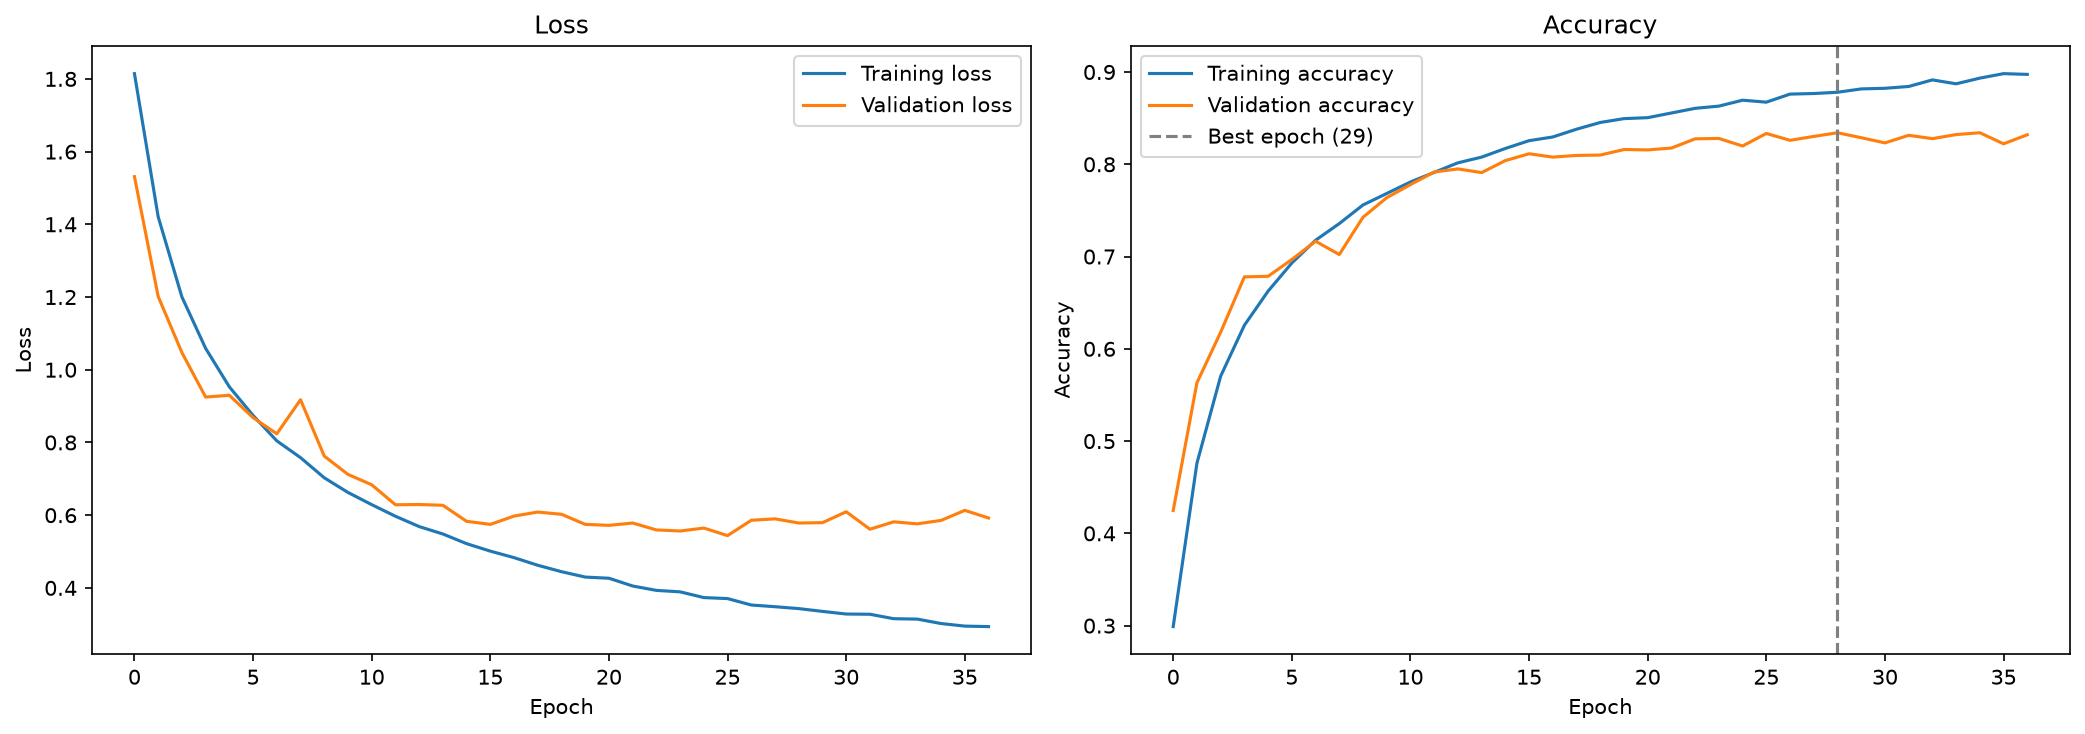 Loss
Training loss
Validation loss
1.8
1.6
1.4
1.2
1.0
0.8
0.6
0.4
Loss
0 5 10 15 20 25 30 35
Epoch
Accuracy
Training accuracy
Validation accuracy
Best epoch (29)
0.9
0.8
0.7
0.6
0.5
0.4
0.3
Accuracy
0 5 10 15 20 25 30 35
Epoch